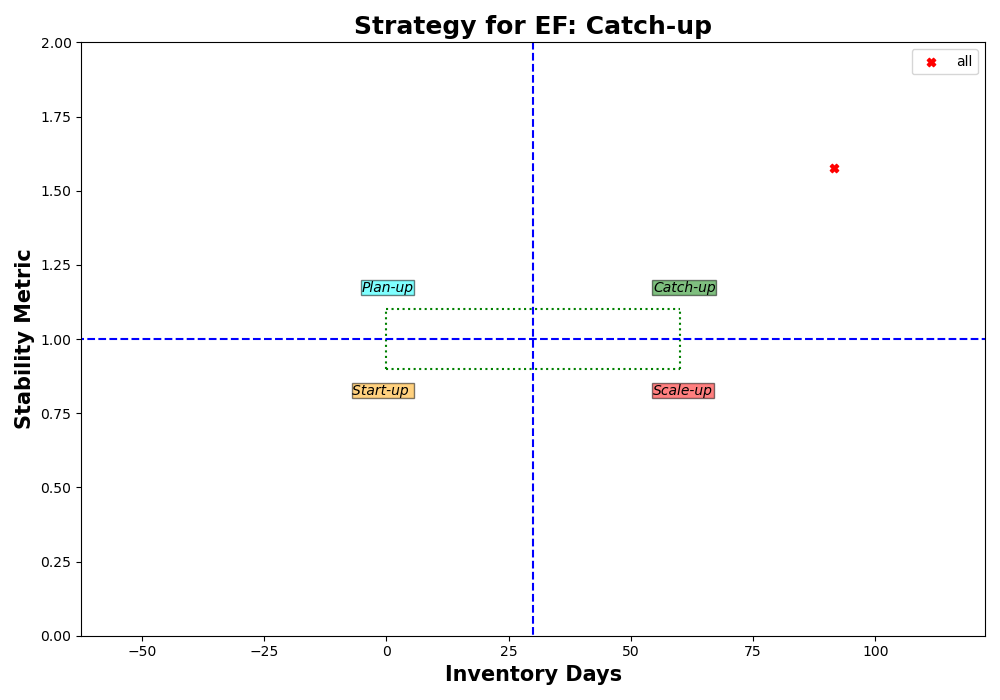 Strategy for EF: Catch-up
all
Stability Metric
2.00
1.75
1.50
1.25
1.00
0.75
0.50
0.25
0.00
Plan-up
Catch-up
Start-up
Scale-up
−50
−25
0
25
50
75
100
Inventory Days